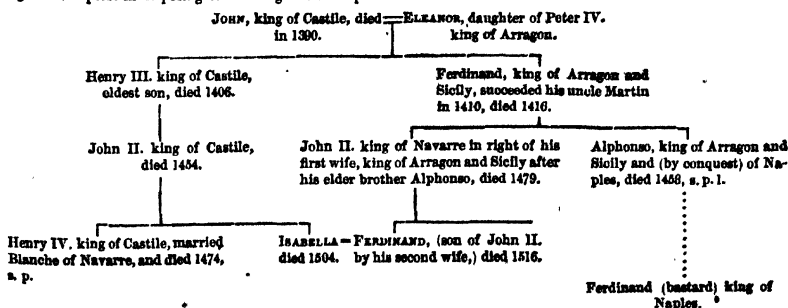 JOHN, king of Castile, died = ELEANOR, daughter of Peter IV.
in 1390. king of Arragon.
Henry III. king of Castile,
eldest son, died 1406.
Ferdinand, king of Arragon and
Sicily, succeeded his uncle Martin
in 1410, died 1416.
John II. king of Castile,
died 1454.
John II. king of Navarre in right of his
first wife, king of Arragon and Sicily after
his elder brother Alphonso, died 1479.
Alphonso, king of Arragon and
Sicily and (by conquest) of Na-
ples, died 1458, s. p. l.
Henry IV. king of Castile, married
Blanche of Navarre, and died 1474,
s. p.
ISABELLA = FERDINAND, (son of John II.
died 1504. by his second wife,) died 1516.
Ferdinand (bastard) king of
Naples.